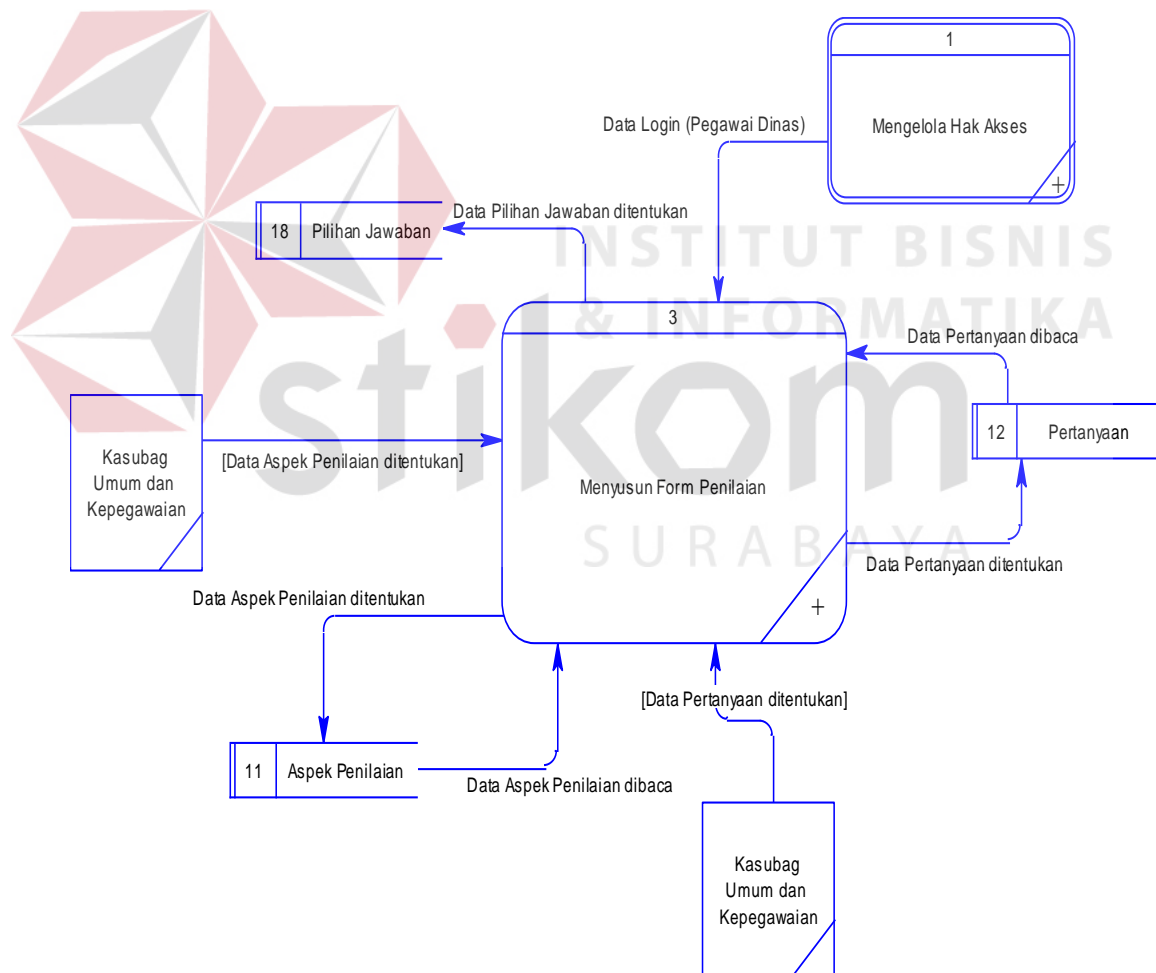 1
Mengelola Hak Akses
+
Data Login (Pegawai Dinas)
Data Pilihan Jawaban ditentukan
18 Pilihan Jawaban
INSTITUT BISNIS
& INFORMATIKA
stikom
SURABAYA
3
Menyusun Form Penilaian
+
Data Pertanyaan dibaca
12 Pertanyaan
Data Pertanyaan ditentukan
Kasubag
Umum dan
Kepegawaian
[Data Aspek Penilaian ditentukan]
Data Aspek Penilaian ditentukan
11 Aspek Penilaian
Data Aspek Penilaian dibaca
[Data Pertanyaan ditentukan]
Kasubag
Umum dan
Kepegawaian